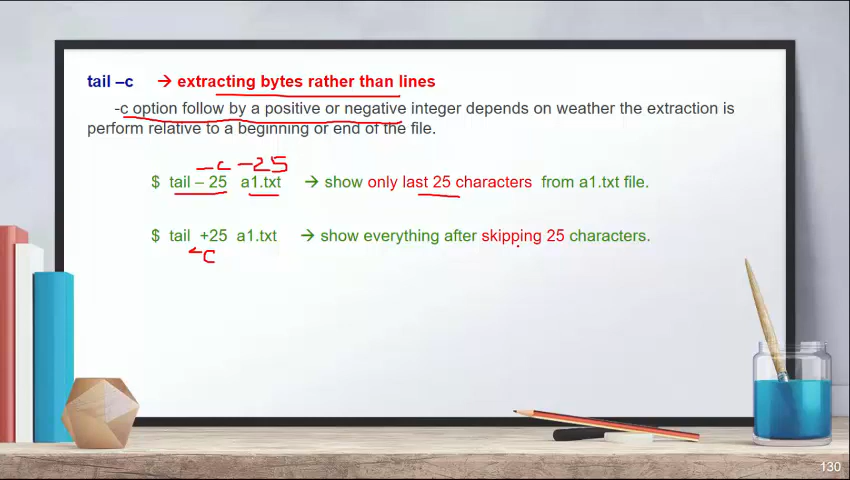 tail –c → extracting bytes rather than lines
-c option follow by a positive or negative integer depends on weather the extraction is
perform relative to a beginning or end of the file.
–c –25
$ tail – 25 a1.txt → show only last 25 characters from a1.txt file.
$ tail +25 a1.txt → show everything after skipping 25 characters.
-c
130